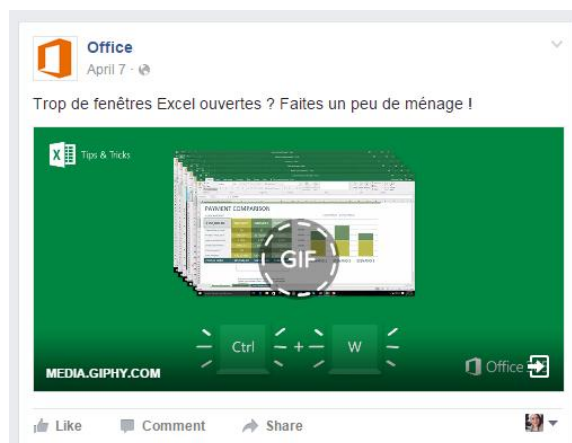 Office
April 7
Trop de fenêtres Excel ouvertes ? Faites un peu de ménage !
Tips & Tricks
PAYMENT COMPARISON
GIF
Ctrl + W
MEDIA.GIPHY.COM
Office
Like Comment Share